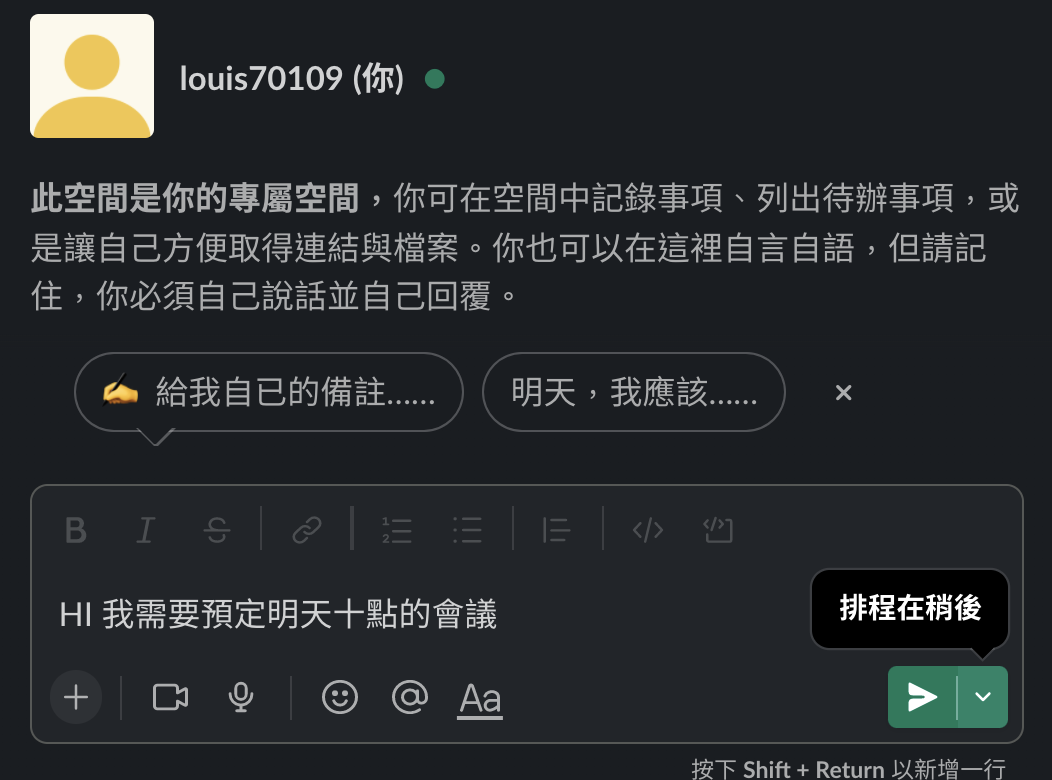 louis70109 (你)
此空間是你的專屬空間，你可在空間中記錄事項、列出待辦事項，或
是讓自己方便取得連結與檔案。你也可以在這裡自言自語，但請記
住，你必須自己說話並自己回覆。
✍️ 給我自已的備註......
明天，我應該......
HI 我需要預定明天十點的會議
排程在稍後
Aa
按下 Shift + Return 以新增一行